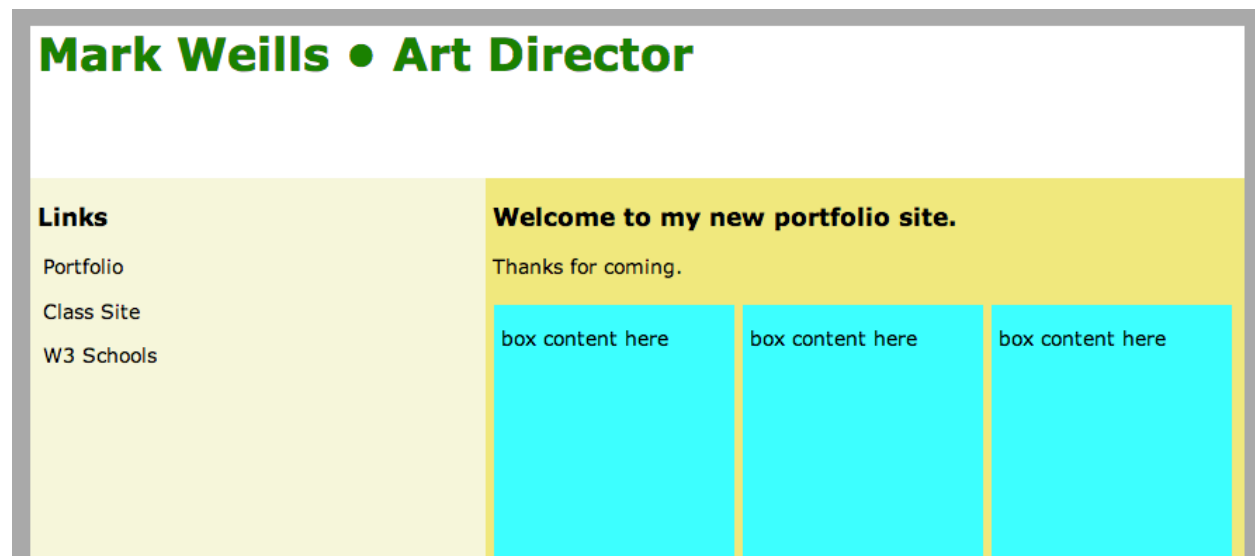 Mark Weills • Art Director
Links
Portfolio
Class Site
W3 Schools
Welcome to my new portfolio site.
Thanks for coming.
box content here
box content here
box content here